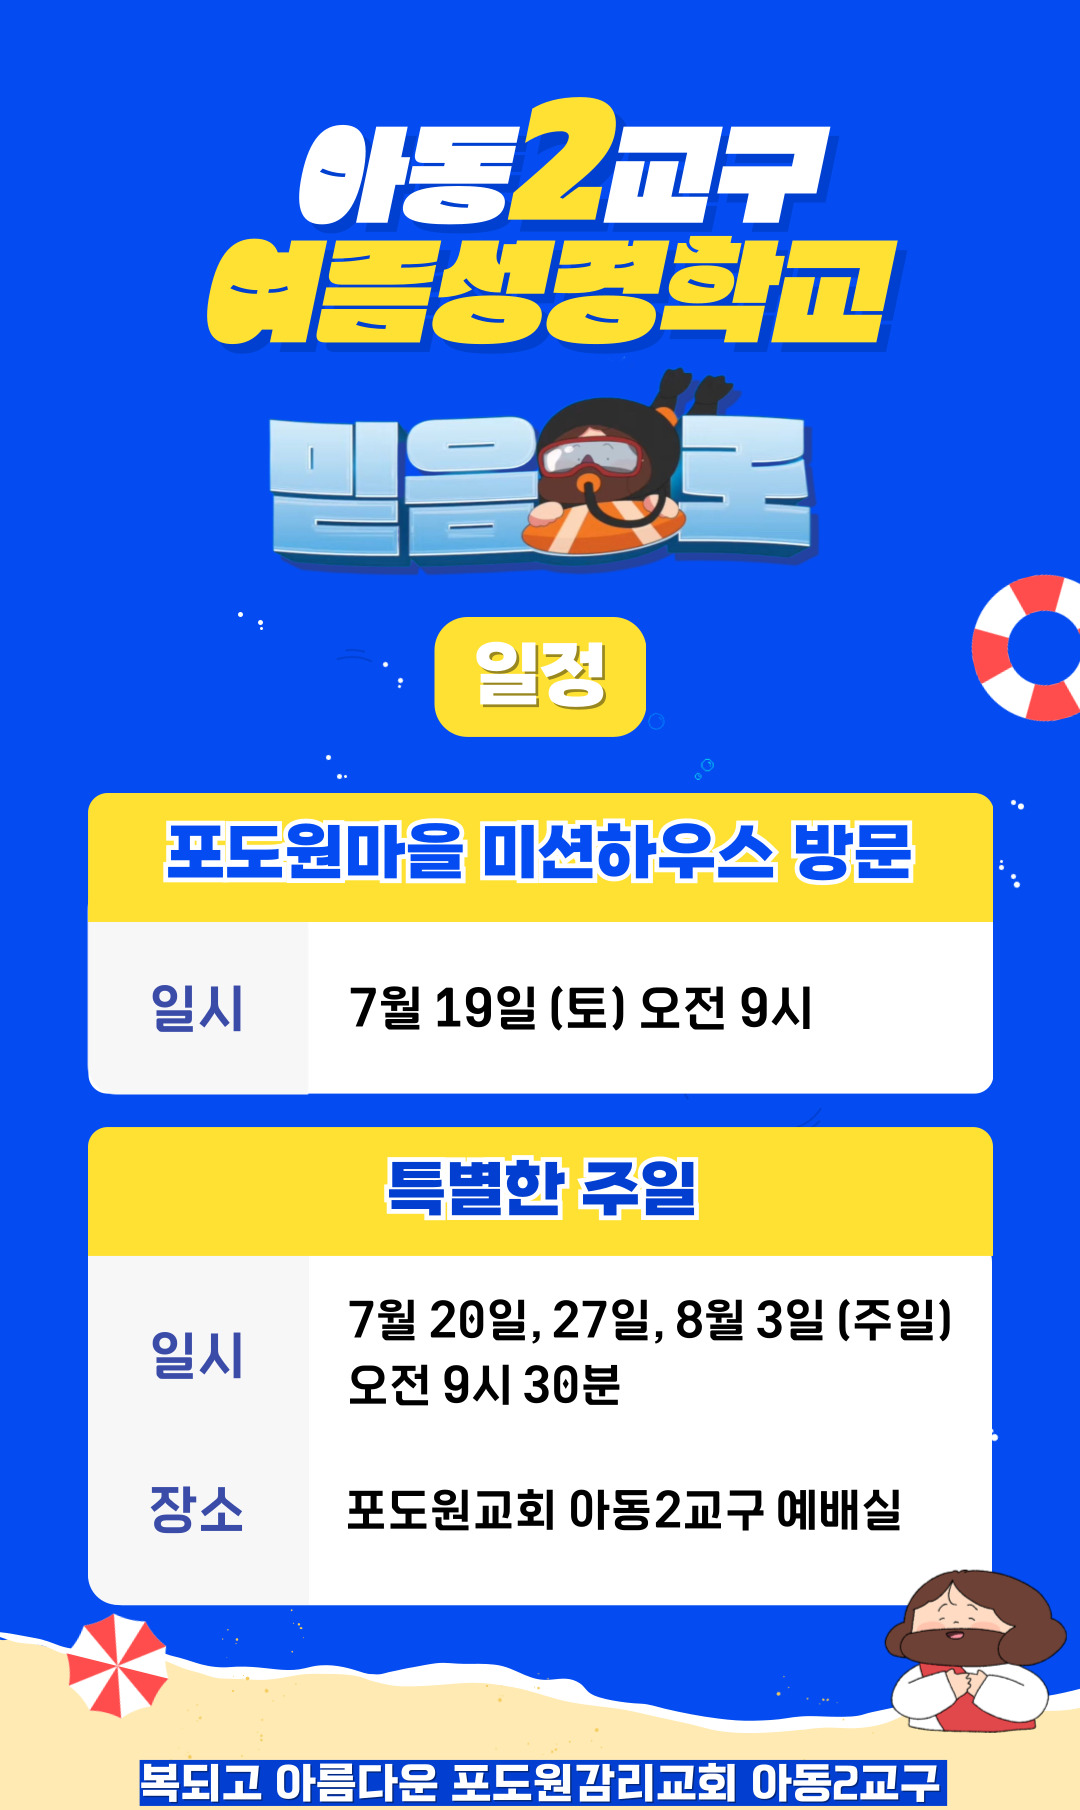 아동2교구
여름성경학교
믿음으로
일정
포도원마을 미션하우스 방문
일시
7월 19일 (토) 오전 9시
특별한 주일
일시
7월 20일, 27일, 8월 3일 (주일)
오전 9시 30분
장소
포도원교회 아동2교구 예배실
복되고 아름다운 포도원감리교회 아동2교구